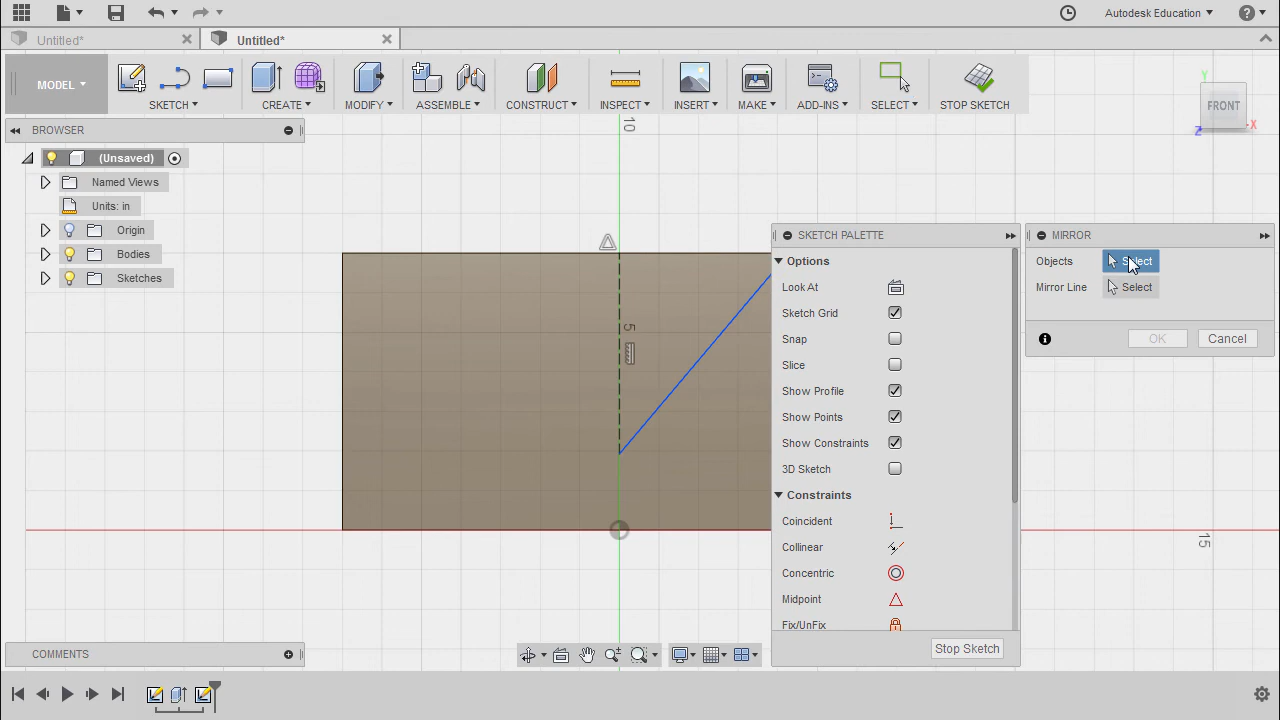 Autodesk Education
Untitled*
Untitled*
MODEL
SKETCH
CREATE
MODIFY
ASSEMBLE
CONSTRUCT
INSPECT
INSERT
MAKE
ADD-INS
SELECT
STOP SKETCH
Y
FRONT
X
Z
BROWSER
(Unsaved)
Named Views
Units: in
Origin
Bodies
Sketches
10
5
15
SKETCH PALETTE
Options
Look At
Sketch Grid
Snap
Slice
Show Profile
Show Points
Show Constraints
3D Sketch
Constraints
Coincident
Collinear
Concentric
Midpoint
Fix/UnFix
Stop Sketch
MIRROR
Objects Select
Mirror Line Select
OK Cancel
COMMENTS